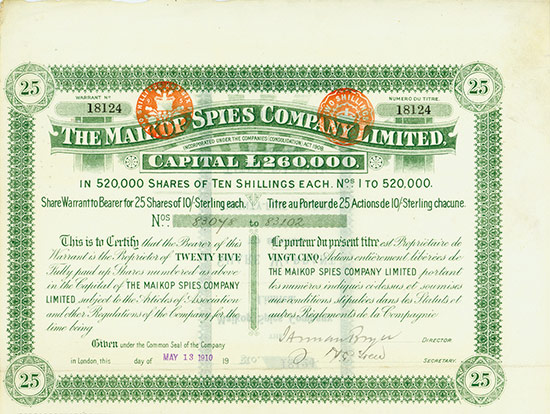 25
25
WARRANT Nº
NUMERO DU TITRE.
18124
18124
TWO SHILLINGS
THE MAIKOP SPIES COMPANY LIMITED.
INCORPORATED UNDER THE COMPANIES (CONSOLIDATION) ACT 1908
CAPITAL £260,000.
IN 520,000 SHARES OF TEN SHILLINGS EACH. Nos 1 TO 520,000.
Share Warrant to Bearer for 25 Shares of 10/- Sterling each. Titre au Porteur de 25 Actions de 10/- Sterling chacune.
Nos 83078 to 83102
This is to Certify that the Bearer of this
Warrant is the Proprietor of TWENTY FIVE
Fully paid up Shares numbered as above
in the Capital of THE MAIKOP SPIES COMPANY
LIMITED subject to the Articles of Association
and other Regulations of the Company for the
time being
Le porteur du présent titre est Propriétaire de
VINGT CINQ Actions entièrement libérées de
THE MAIKOP SPIES COMPANY LIMITED portant
les numéros indiqués ci-dessus et soumises
aux conditions stipulées dans les Statuts et
autres Règlements de la Compagnie
Given under the Common Seal of the Company
DIRECTOR
in London, this day of MAY 13 1910 19
SECRETARY.
25
25